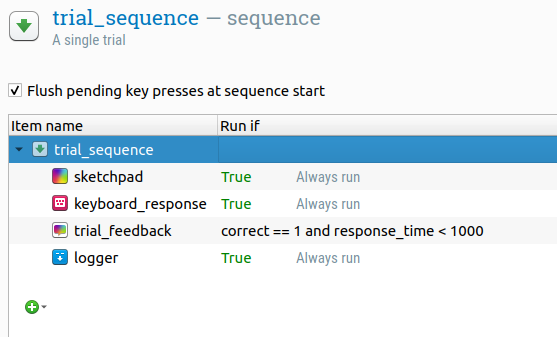 trial_sequence – sequence
A single trial
Flush pending key presses at sequence start
Item name Run if
trial_sequence
sketchpad True Always run
keyboard_response True Always run
trial_feedback correct == 1 and response_time < 1000
logger True Always run